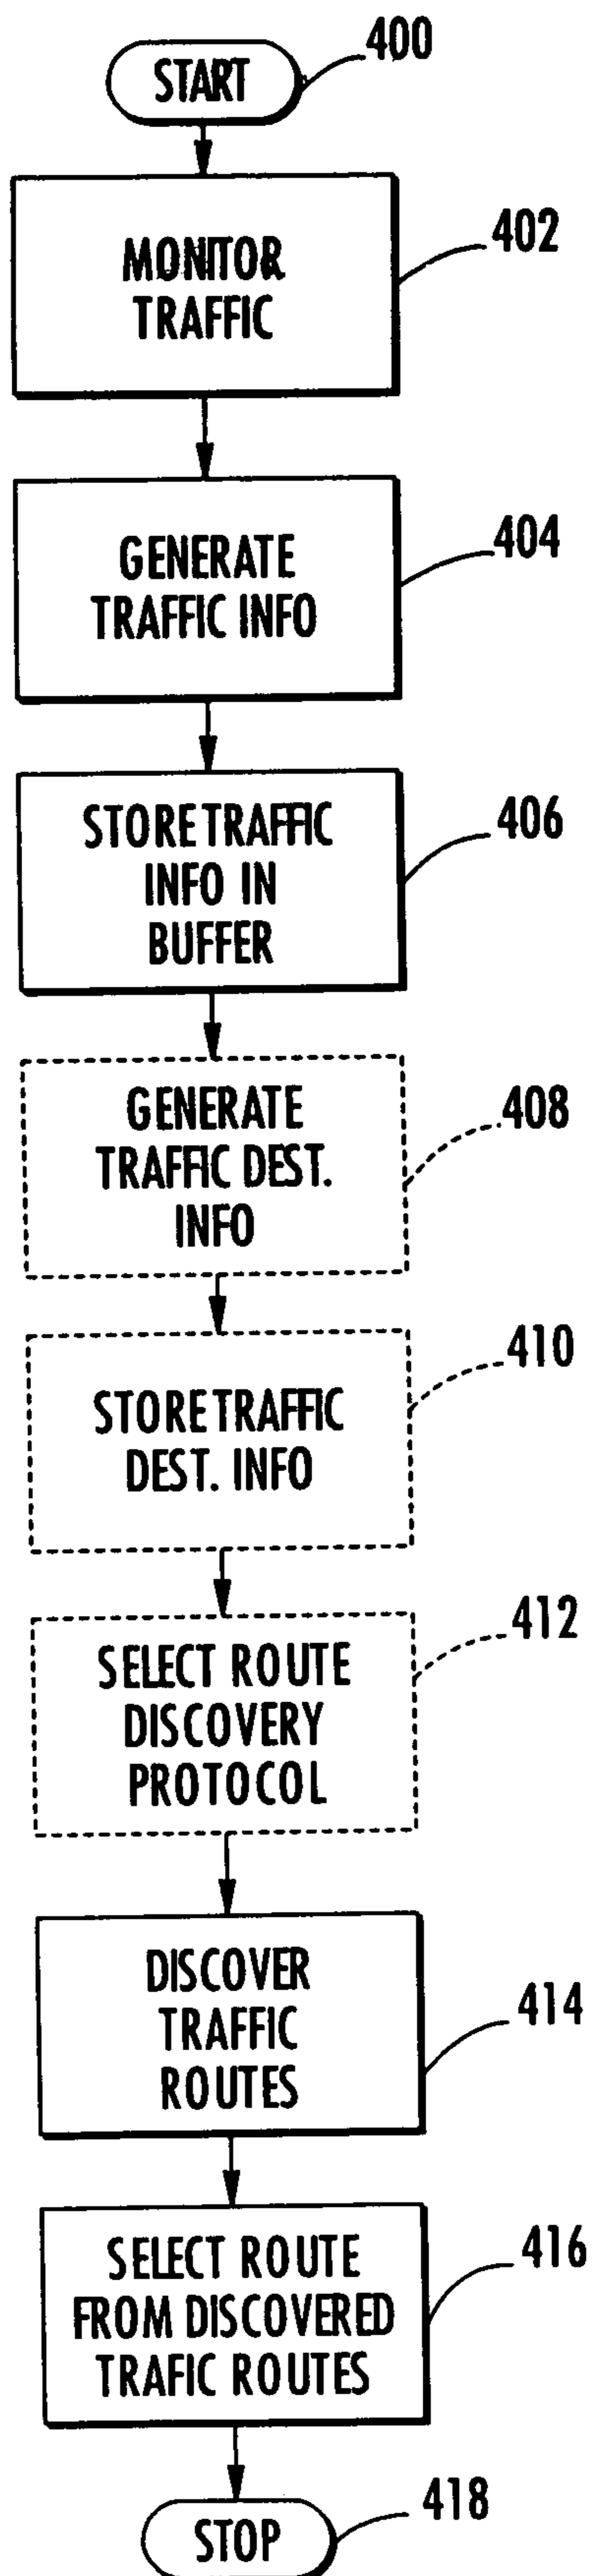 400
START
402
MONITOR
TRAFFIC
404
GENERATE
TRAFFIC INFO
406
STORE TRAFFIC
INFO IN
BUFFER
408
GENERATE
TRAFFIC DEST.
INFO
410
STORE TRAFFIC
DEST. INFO
412
SELECT ROUTE
DISCOVERY
PROTOCOL
414
DISCOVER
TRAFFIC
ROUTES
416
SELECT ROUTE
FROM DISCOVERED
TRAFIC ROUTES
418
STOP